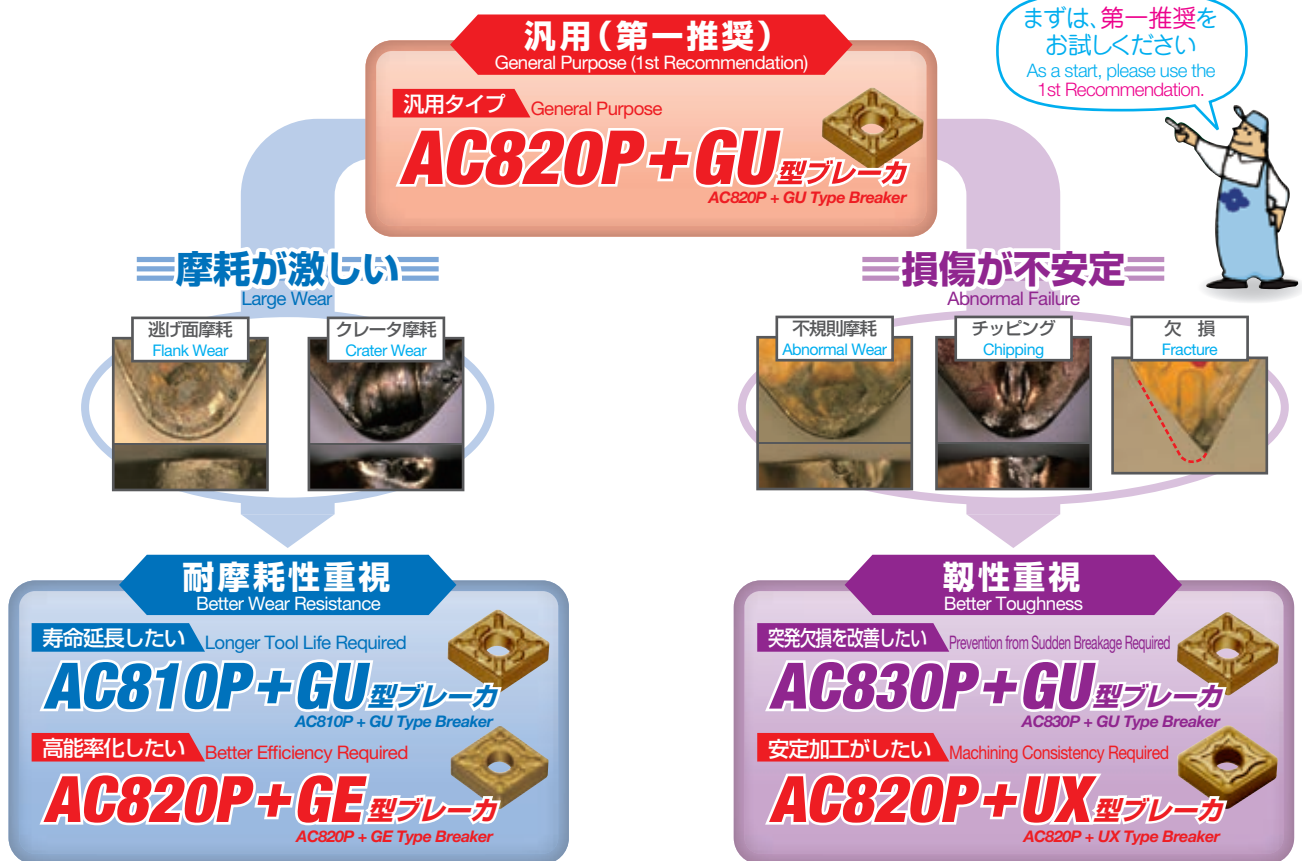 汎用（第一推奨）
General Purpose (1st Recommendation)
まずは、第一推奨を
お試しください
As a start, please use the
1st Recommendation.
汎用タイプ General Purpose
AC820P+GU型ブレーカ
AC820P + GU Type Breaker
摩耗が激しい
Large Wear
逃げ面摩耗
Flank Wear
クレータ摩耗
Crater Wear
損傷が不安定
Abnormal Failure
不規則摩耗
Abnormal Wear
チッピング
Chipping
欠 損
Fracture
耐摩耗性重視
Better Wear Resistance
寿命延長したい Longer Tool Life Required
AC810P+GU型ブレーカ
AC810P + GU Type Breaker
高能率化したい Better Efficiency Required
AC820P+GE型ブレーカ
AC820P + GE Type Breaker
靱性重視
Better Toughness
突発欠損を改善したい Prevention from Sudden Breakage Required
AC830P+GU型ブレーカ
AC830P + GU Type Breaker
安定加工がしたい Machining Consistency Required
AC820P+UX型ブレーカ
AC820P + UX Type Breaker